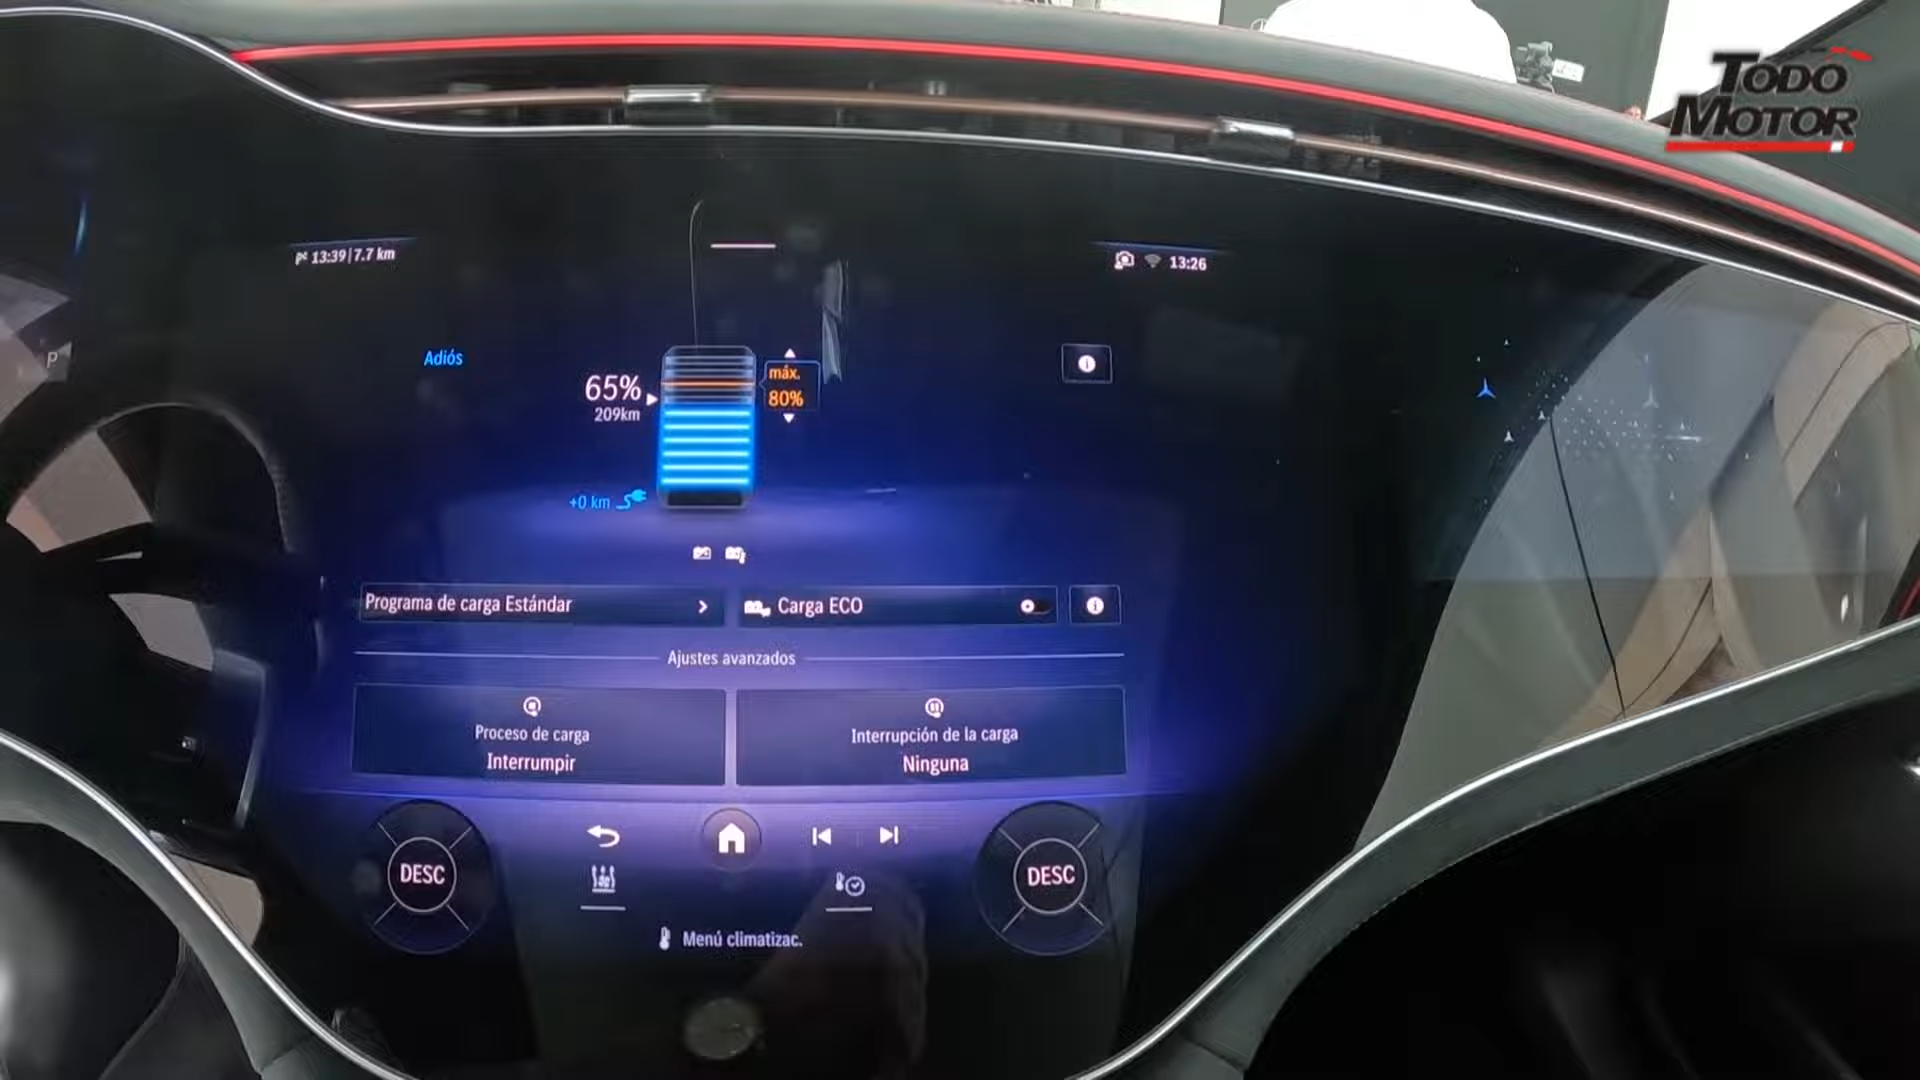 TODO
MOTOR
13:39|7.7 km
13:26
P
Adiós
65%
209km
máx.
80%
+0 km
Programa de carga Estándar
Carga ECO
Ajustes avanzados
Proceso de carga
Interrumpir
Interrupción de la carga
Ninguna
DESC
DESC
Menú climatizac.